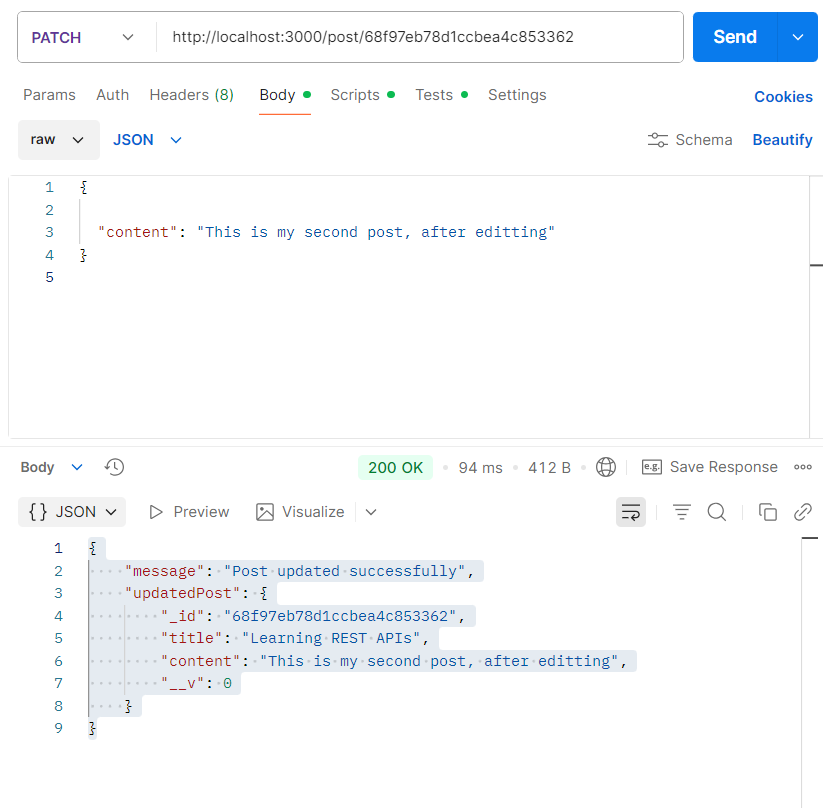 PATCH http://localhost:3000/post/68f97eb78d1ccbea4c853362 Send
Params Auth Headers (8) Body Scripts Tests Settings Cookies
raw JSON Schema Beautify
1 {
2
3 "content": "This is my second post, after editting"
4 }
5
Body 200 OK 94 ms 412 B e.g. Save Response
{} JSON Preview Visualize
1 {
2 "message": "Post updated successfully",
3 "updatedPost": {
4 "_id": "68f97eb78d1ccbea4c853362",
5 "title": "Learning REST APIs",
6 "content": "This is my second post, after editting",
7 "__v": 0
8 }
9 }